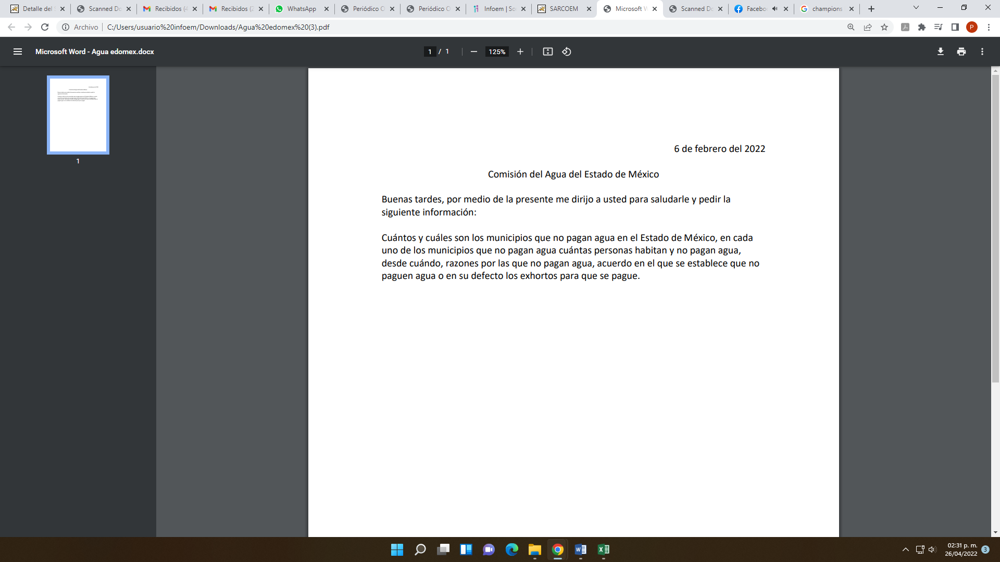 Detalle del S
Scanned Do
Recibidos (4
Recibidos (2
WhatsApp
Periódico O
Periódico O
Infoem | So
SARCOEM
Microsoft W
Scanned Do
Facebo
champions
Archivo
C:/Users/usuario%20infoem/Downloads/Agua%20edomex%20(3).pdf
P
Microsoft Word - Agua edomex.docx
1 / 1
125%
1
6 de febrero del 2022
Comisión del Agua del Estado de México
Buenas tardes, por medio de la presente me dirijo a usted para saludarle y pedir la
siguiente información:
Cuántos y cuáles son los municipios que no pagan agua en el Estado de México, en cada
uno de los municipios que no pagan agua cuántas personas habitan y no pagan agua,
desde cuándo, razones por las que no pagan agua, acuerdo en el que se establece que no
paguen agua o en su defecto los exhortos para que se pague.
02:31 p. m.
26/04/2022
3